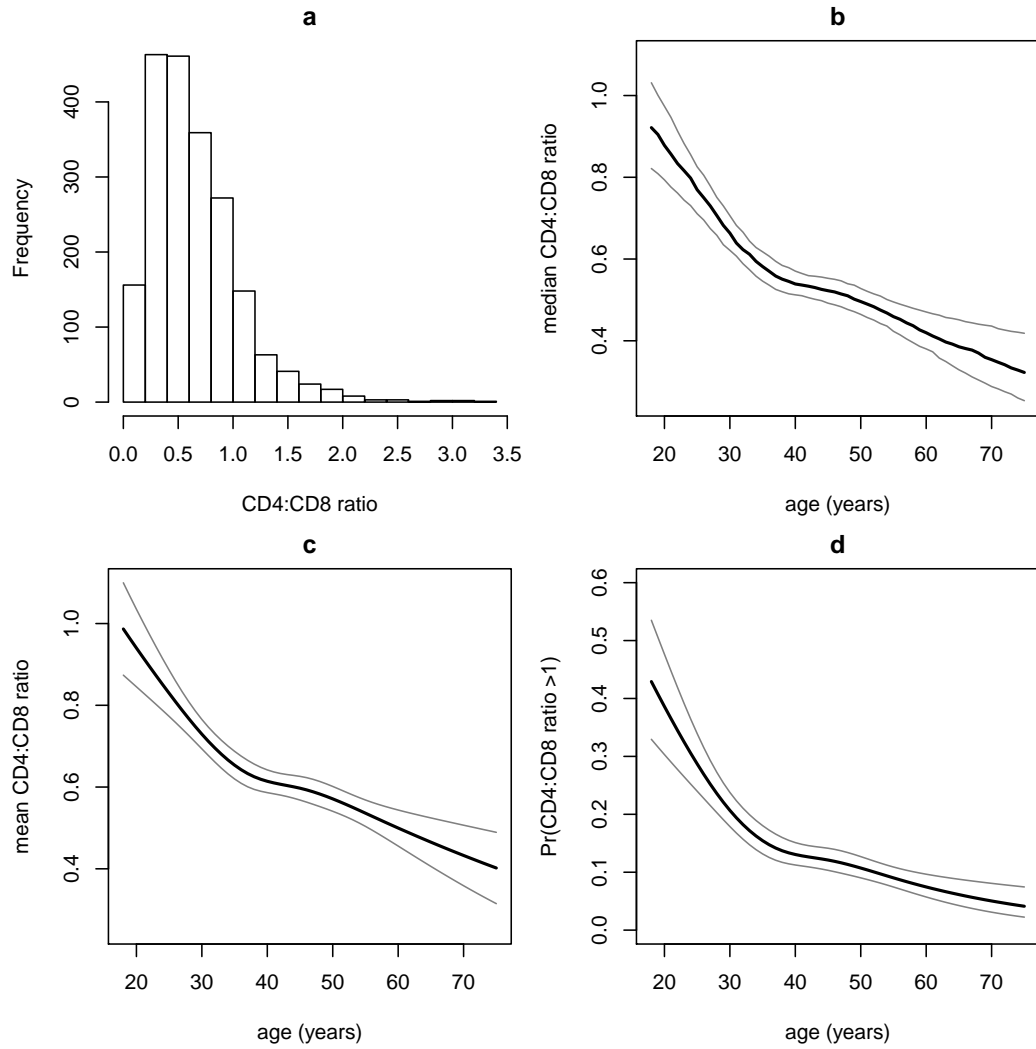 a
Frequency
0 100 200 300 400
0.0 0.5 1.0 1.5 2.0 2.5 3.0 3.5
CD4:CD8 ratio
b
median CD4:CD8 ratio
0.4 0.6 0.8 1.0
20 30 40 50 60 70
age (years)
c
mean CD4:CD8 ratio
0.4 0.6 0.8 1.0
20 30 40 50 60 70
age (years)
d
Pr(CD4:CD8 ratio >1)
0.0 0.1 0.2 0.3 0.4 0.5 0.6
20 30 40 50 60 70
age (years)